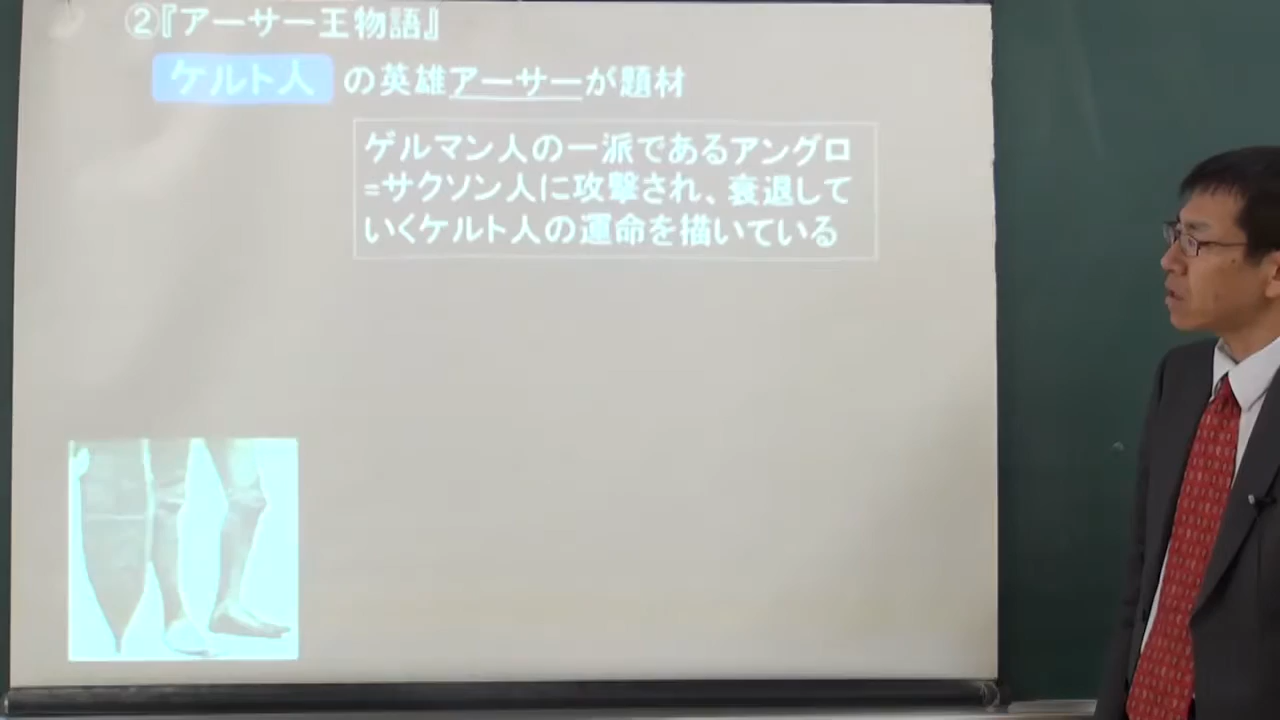 ②『アーサー王物語』
ケルト人 の英雄アーサーが題材
ゲルマン人の一派であるアングロ
=サクソン人に攻撃され、衰退して
いくケルト人の運命を描いている